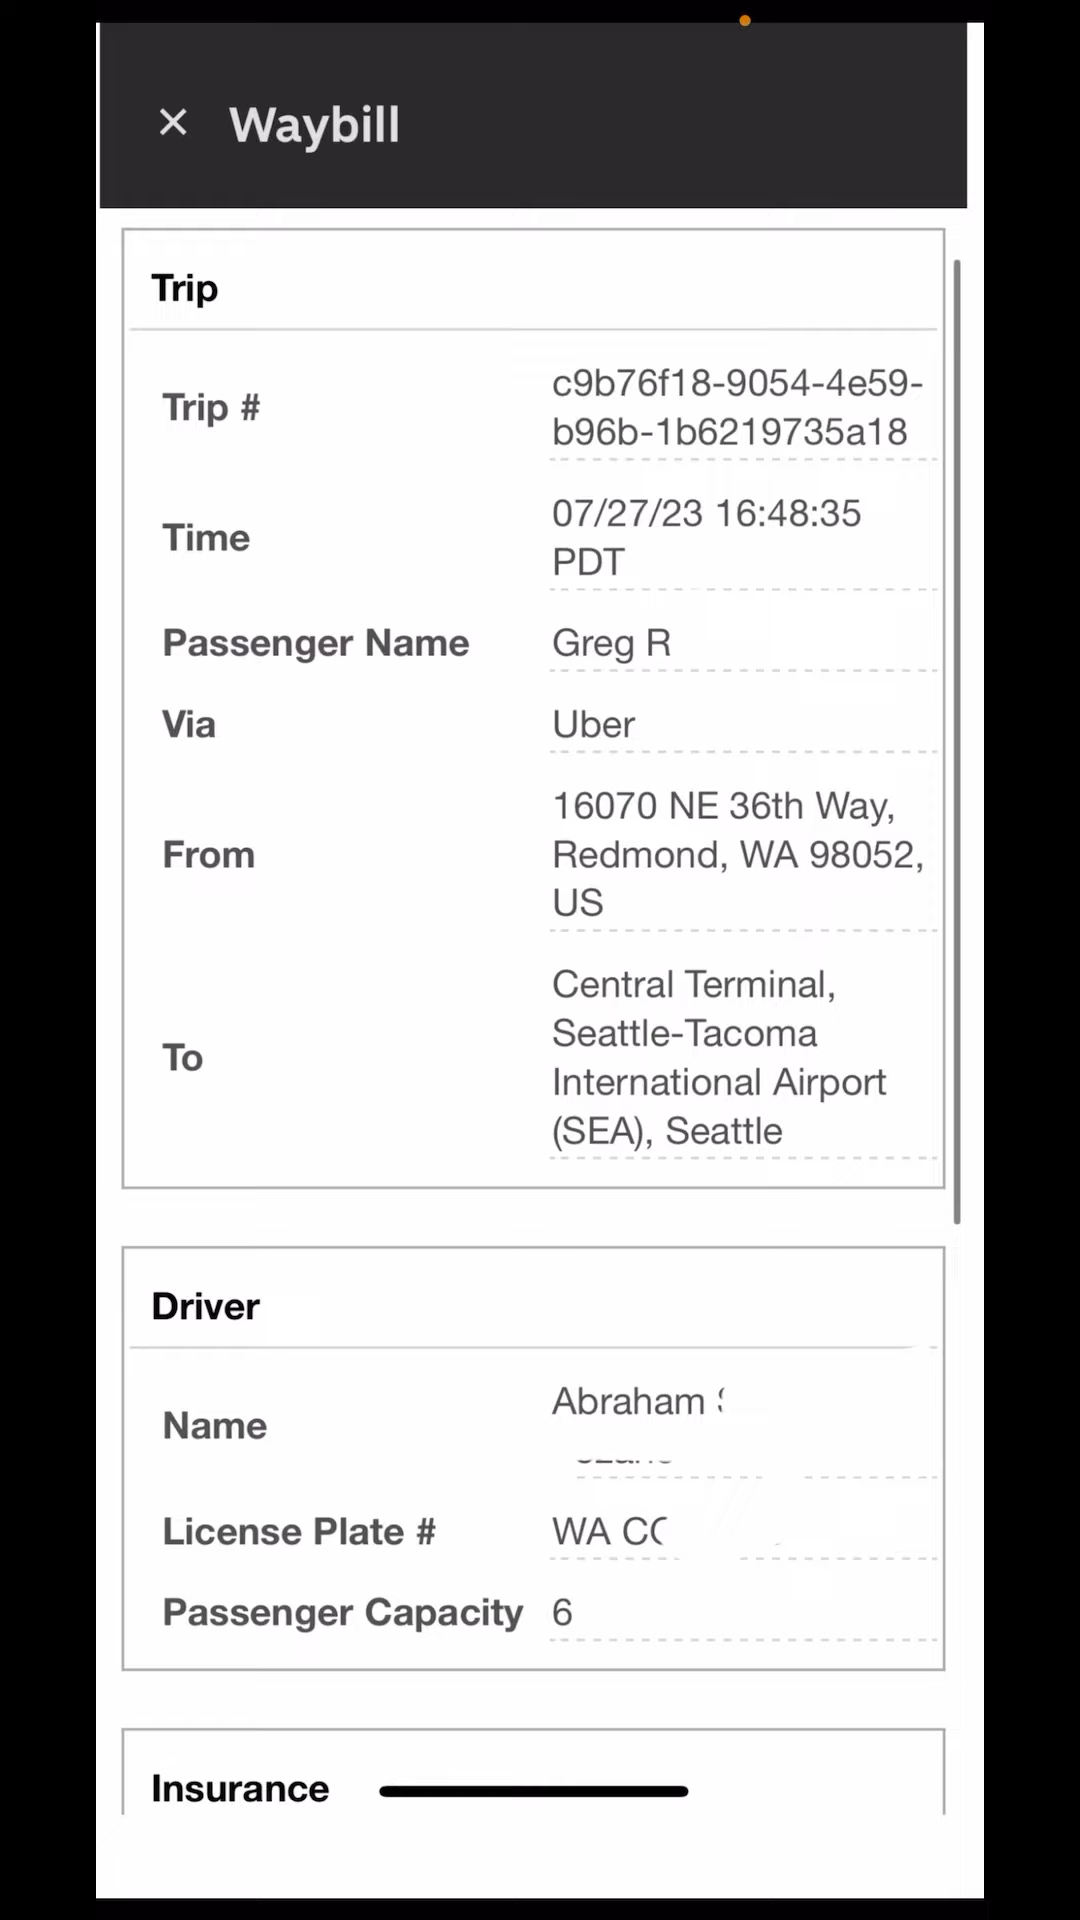 Waybill
Trip
Trip #
c9b76f18-9054-4e59-
b96b-1b6219735a18
Time
07/27/23 16:48:35
PDT
Passenger Name
Greg R
Via
Uber
From
16070 NE 36th Way,
Redmond, WA 98052,
US
To
Central Terminal,
Seattle-Tacoma
International Airport
(SEA), Seattle
Driver
Name
Abraham
License Plate #
WA
Passenger Capacity
6
Insurance